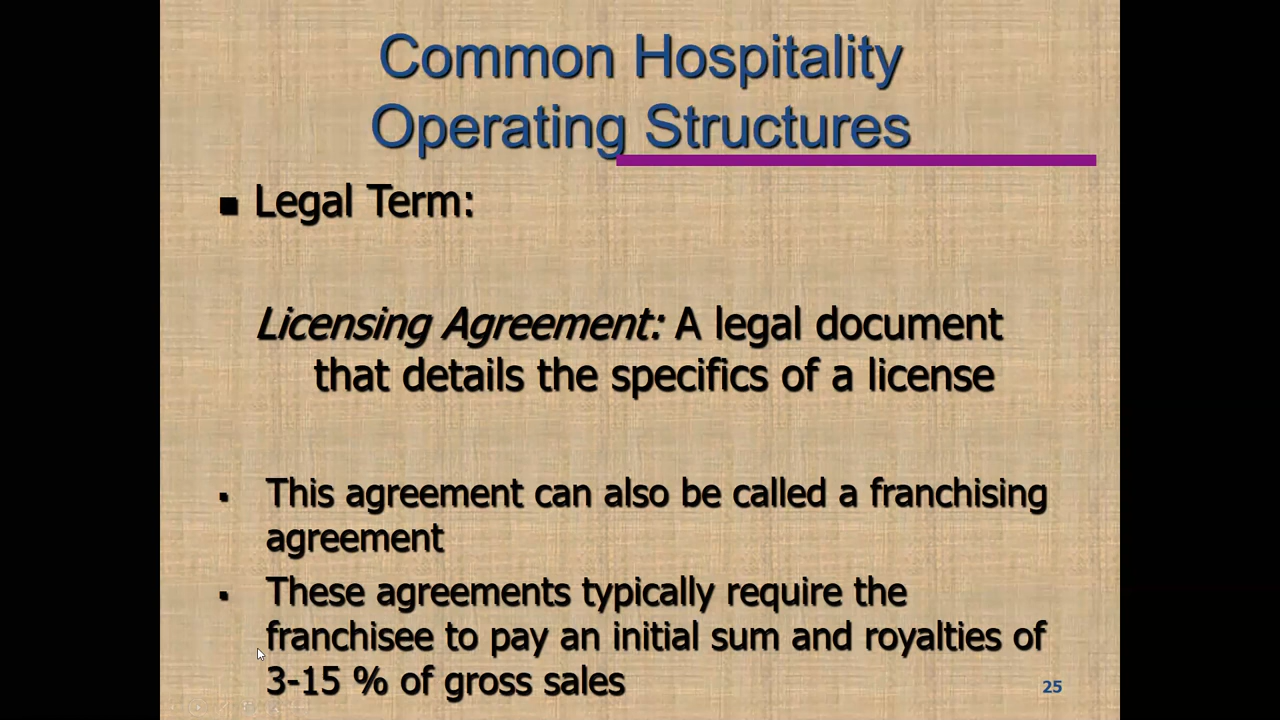 Common Hospitality
Operating Structures
Legal Term:
Licensing Agreement: A legal document
that details the specifics of a license
This agreement can also be called a franchising
agreement
These agreements typically require the
franchisee to pay an initial sum and royalties of
3-15 % of gross sales
25